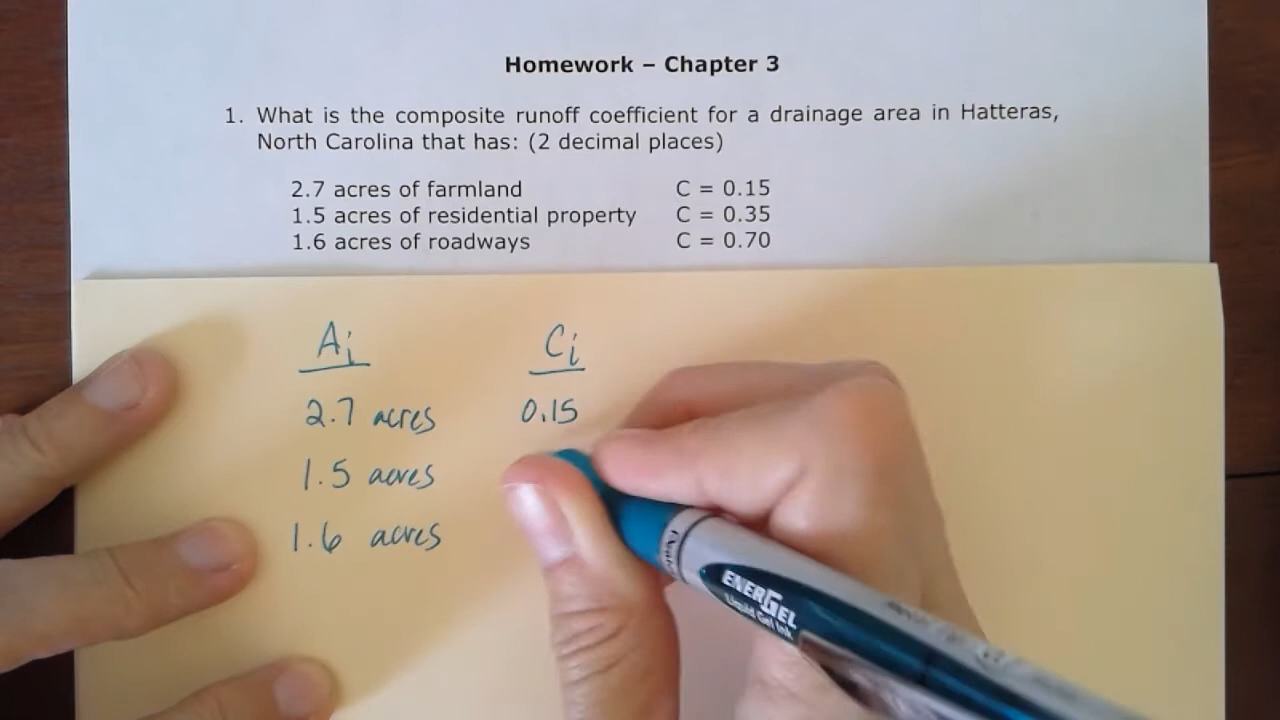 Homework – Chapter 3
1. What is the composite runoff coefficient for a drainage area in Hatteras,
North Carolina that has: (2 decimal places)
2.7 acres of farmland C = 0.15
1.5 acres of residential property C = 0.35
1.6 acres of roadways C = 0.70
Ai Ci
2.7 acres 0.15
1.5 acres
1.6 acres
ENERGEL
Liquid Gel Ink